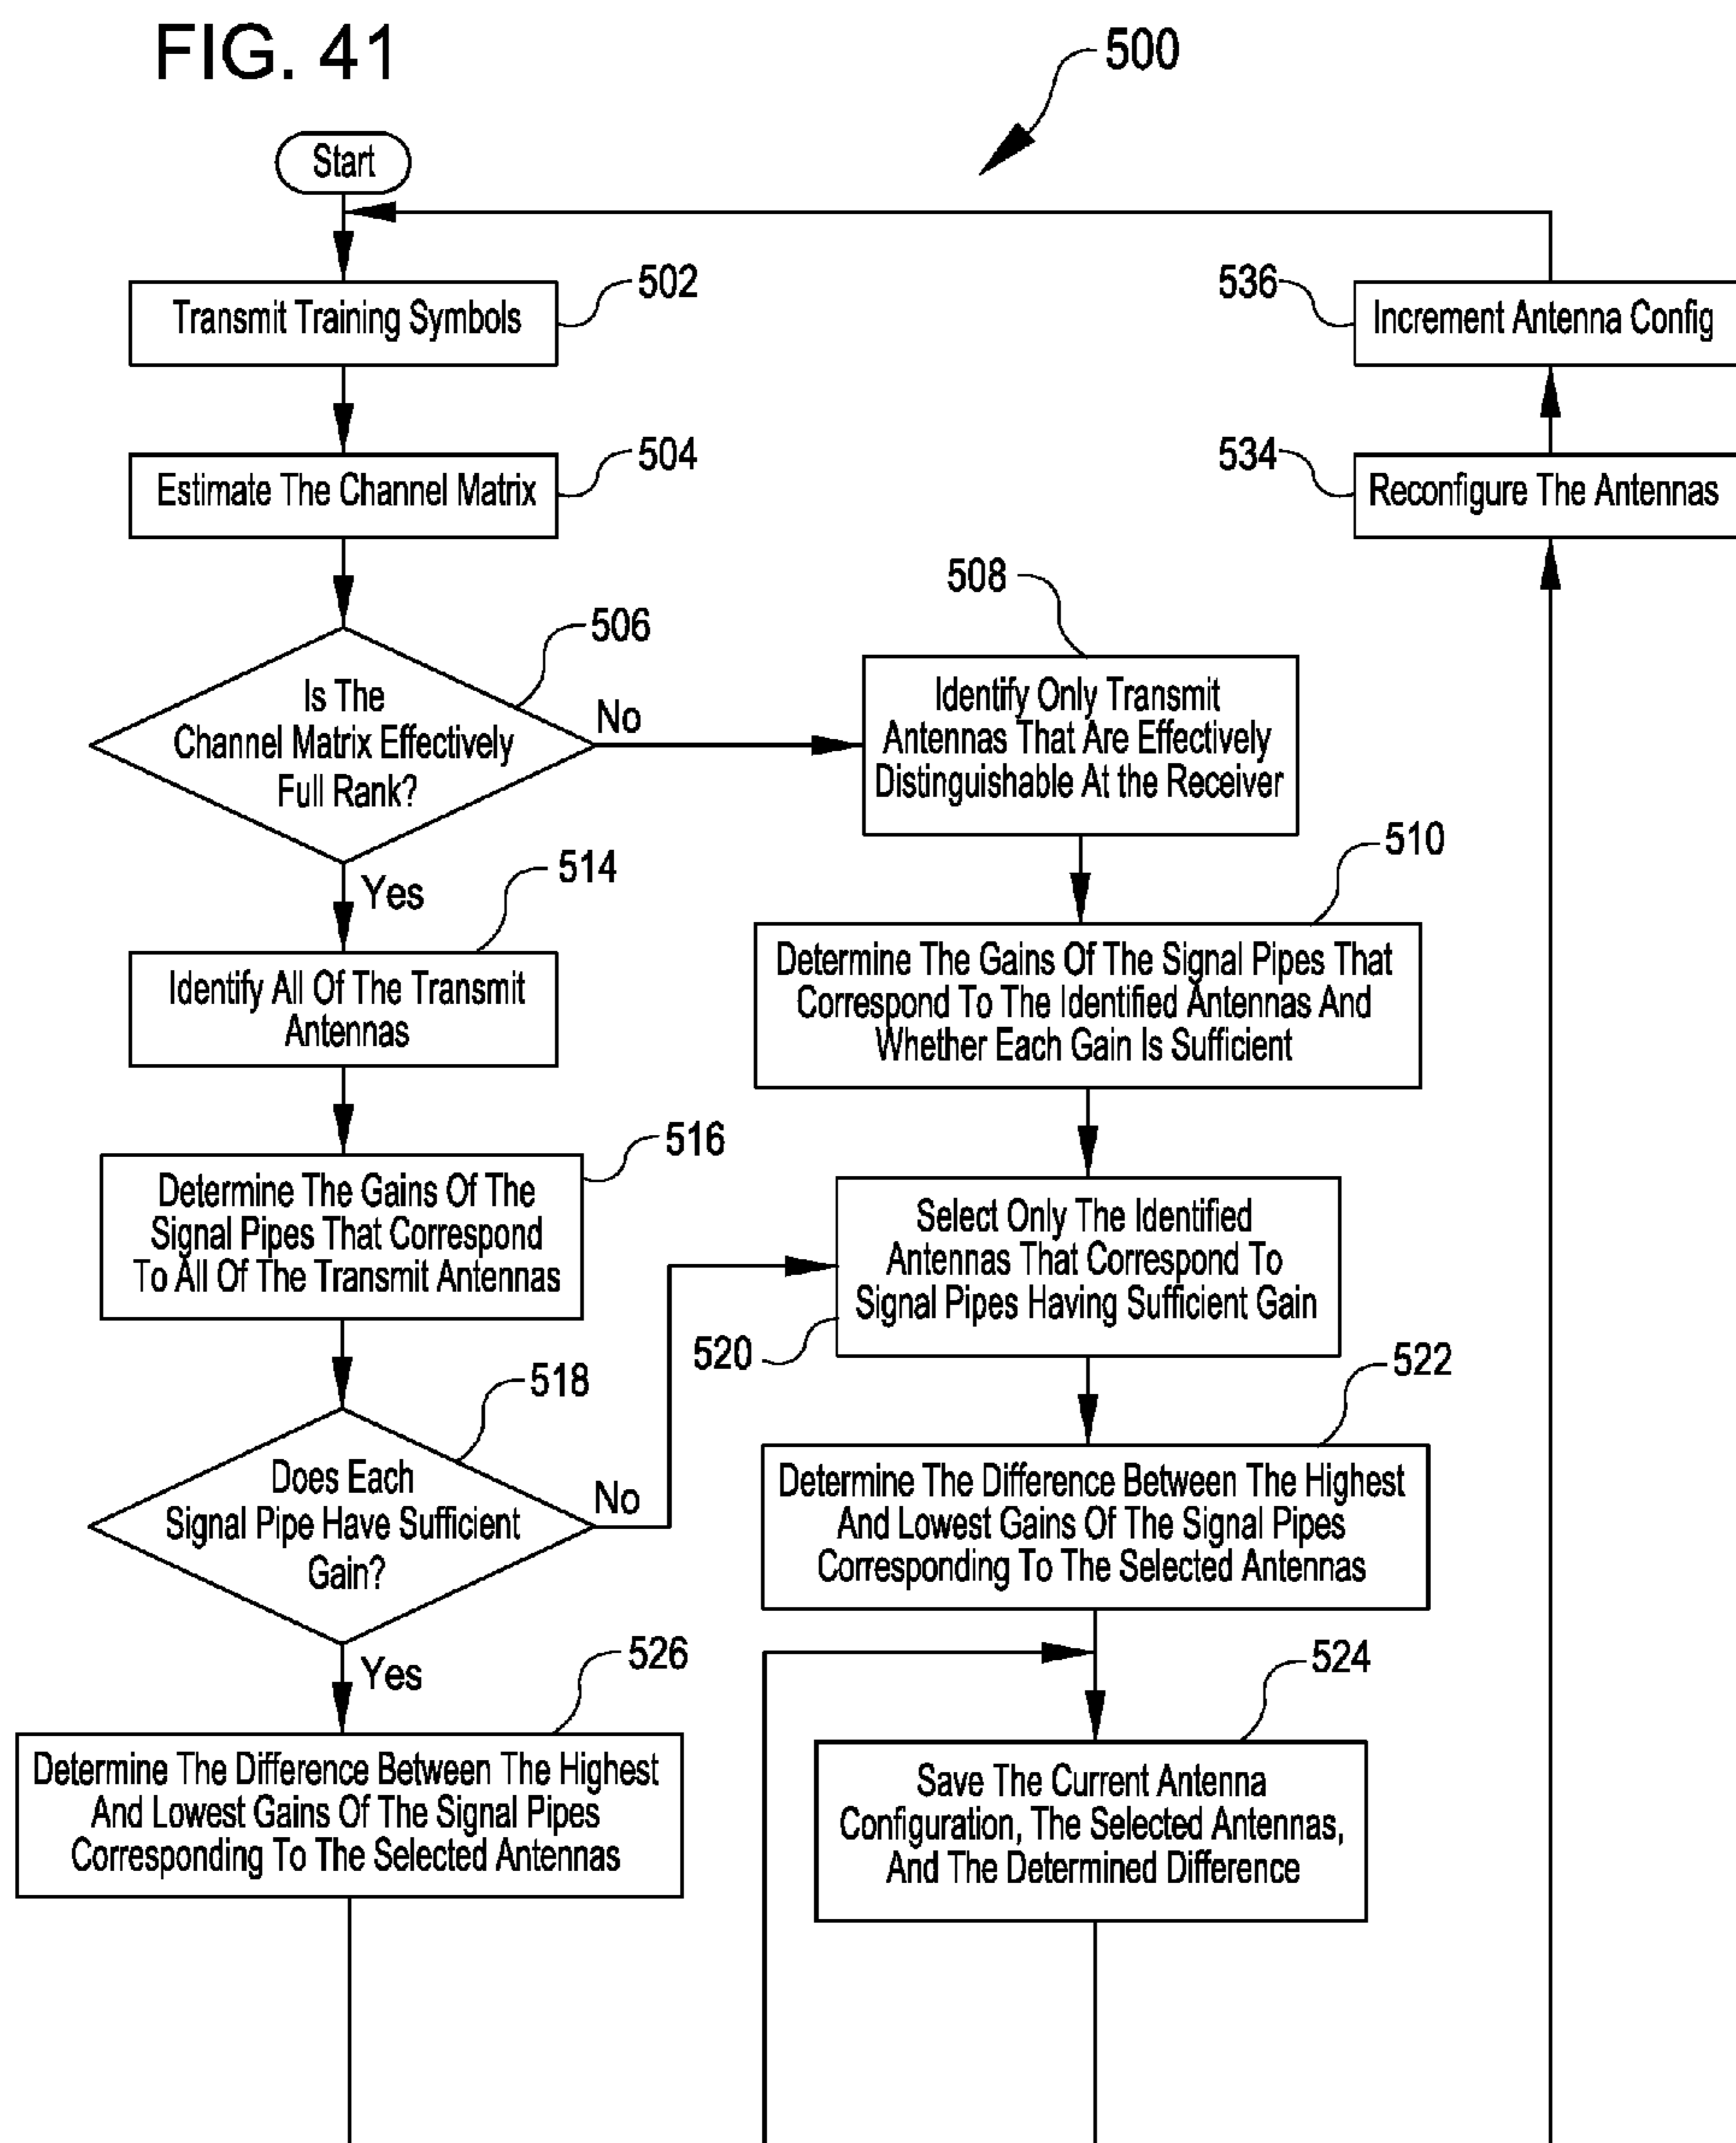 FIG. 41
500
Start
502
Transmit Training Symbols
536
Increment Antenna Config
504
Estimate The Channel Matrix
534
Reconfigure The Antennas
506
Is The
Channel Matrix Effectively
Full Rank?
No
Yes
508
Identify Only Transmit
Antennas That Are Effectively
Distinguishable At the Receiver
510
Determine The Gains Of The Signal Pipes That
Correspond To The Identified Antennas And
Whether Each Gain Is Sufficient
514
Identify All Of The Transmit
Antennas
516
Determine The Gains Of The
Signal Pipes That Correspond
To All Of The Transmit Antennas
520
Select Only The Identified
Antennas That Correspond To
Signal Pipes Having Sufficient Gain
518
Does Each
Signal Pipe Have Sufficient
Gain?
No
Yes
522
Determine The Difference Between The Highest
And Lowest Gains Of The Signal Pipes
Corresponding To The Selected Antennas
526
Determine The Difference Between The Highest
And Lowest Gains Of The Signal Pipes
Corresponding To The Selected Antennas
524
Save The Current Antenna
Configuration, The Selected Antennas,
And The Determined Difference